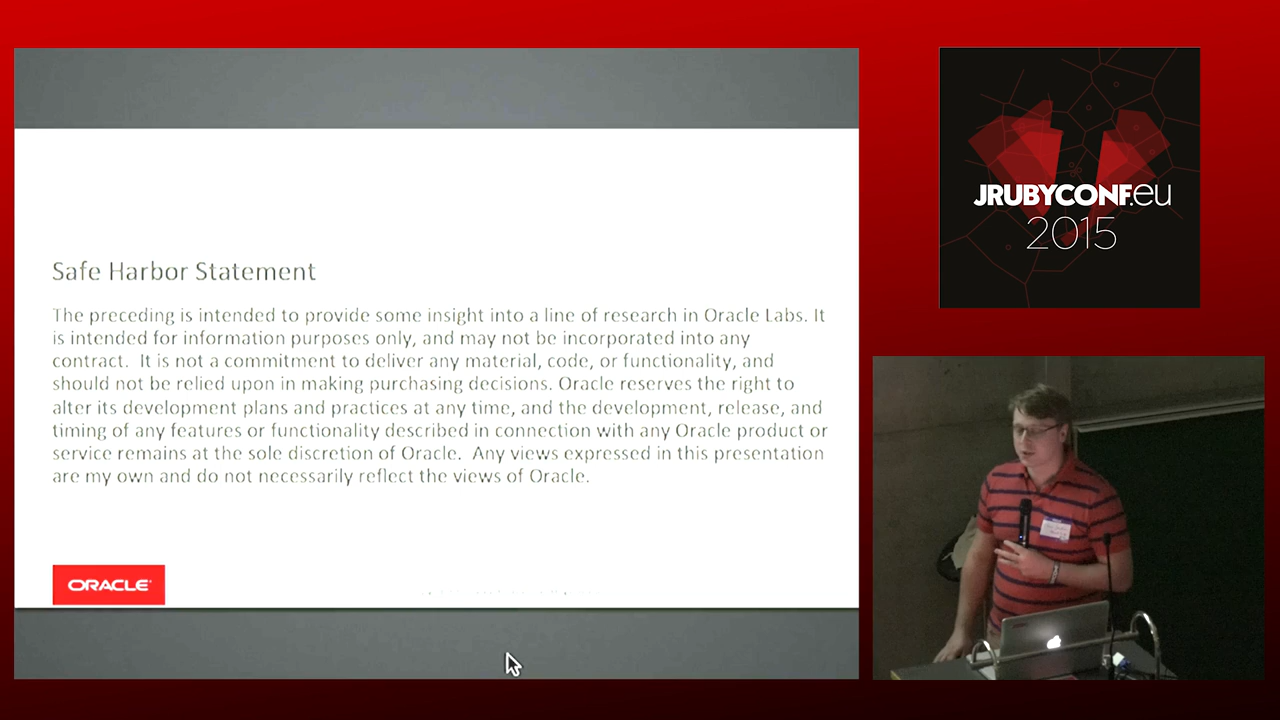 Safe Harbor Statement
The preceding is intended to provide some insight into a line of research in Oracle Labs. It
is intended for information purposes only, and may not be incorporated into any
contract.  It is not a commitment to deliver any material, code, or functionality, and
should not be relied upon in making purchasing decisions. Oracle reserves the right to
alter its development plans and practices at any time, and the development, release, and
timing of any features or functionality described in connection with any Oracle product or
service remains at the sole discretion of Oracle.  Any views expressed in this presentation
are my own and do not necessarily reflect the views of Oracle.
ORACLE
JRUBYCONF.eu
2015